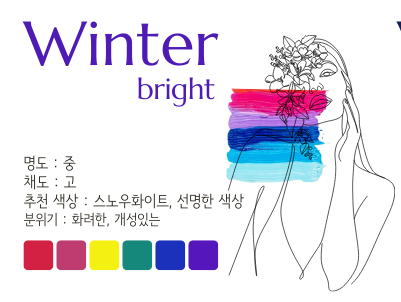 Winter
bright
명도 : 중
채도 : 고
추천 색상 : 스노우화이트, 선명한 색상
분위기 : 화려한, 개성있는